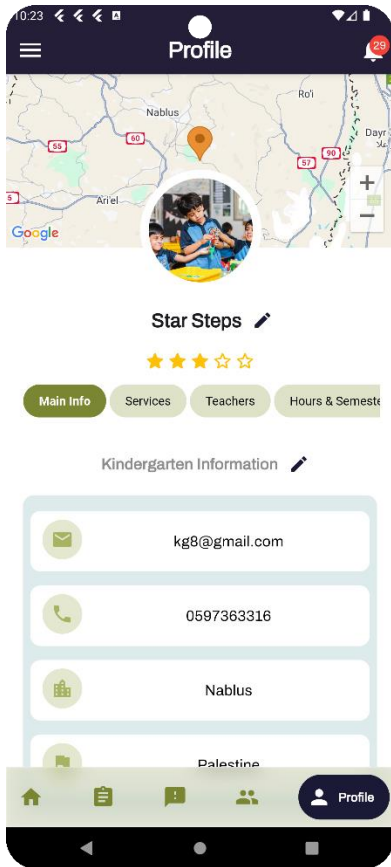 10:23
Profile
29
Nablus
Ro'i
60
55
57
90
Dayr
5
Ari'el
+
−
Google
Star Steps
Main Info Services Teachers Hours & Semeste
Kindergarten Information
kg8@gmail.com
0597363316
Nablus
Palestine
Profile